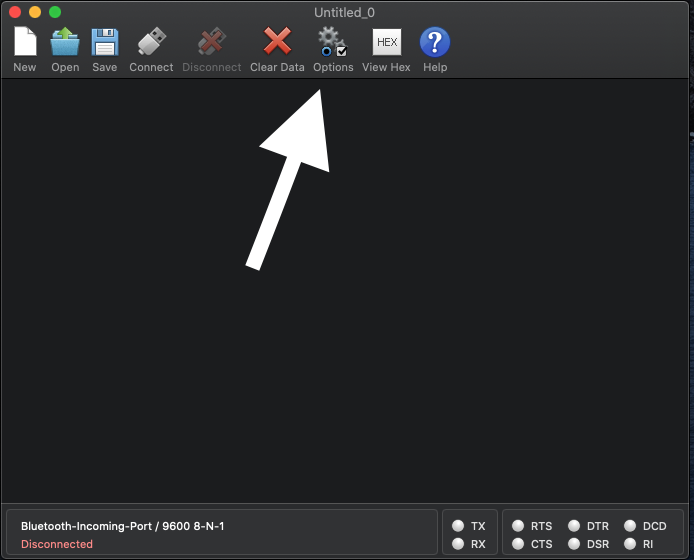 Untitled_0
New Open Save Connect Disconnect Clear Data Options View Hex Help
HEX
?
Bluetooth-Incoming-Port / 9600 8-N-1
Disconnected
TX
RX
RTS DTR DCD
CTS DSR RI